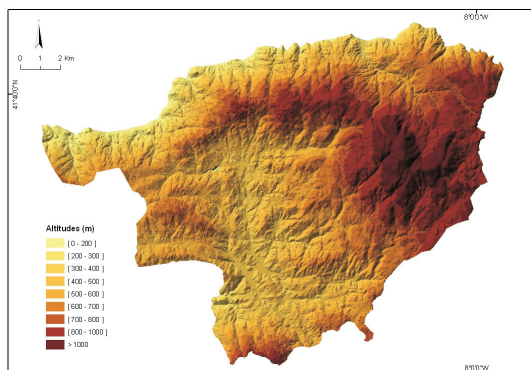 8°0'0"W
0 1 2 Km
41°40'0"N
Altitudes (m)
[ 0 - 200 ]
[ 200 - 300 ]
[ 300 - 400 ]
[ 400 - 500 ]
[ 500 - 600 ]
[ 600 - 700 ]
[ 700 - 800 ]
[ 800 - 1000 ]
> 1000
8°0'0"W